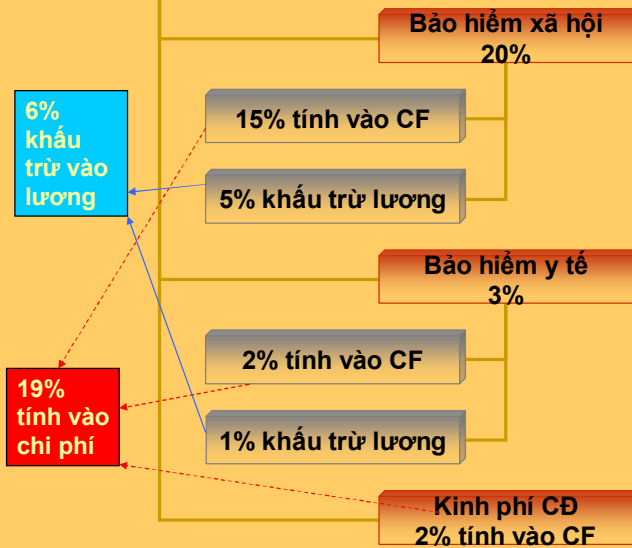 Bảo hiểm xã hội
20%
6%
khấu
trừ vào
lương
15% tính vào CF
5% khấu trừ lương
Bảo hiểm y tế
3%
2% tính vào CF
19%
tính vào
chi phí
1% khấu trừ lương
Kinh phí CĐ
2% tính vào CF